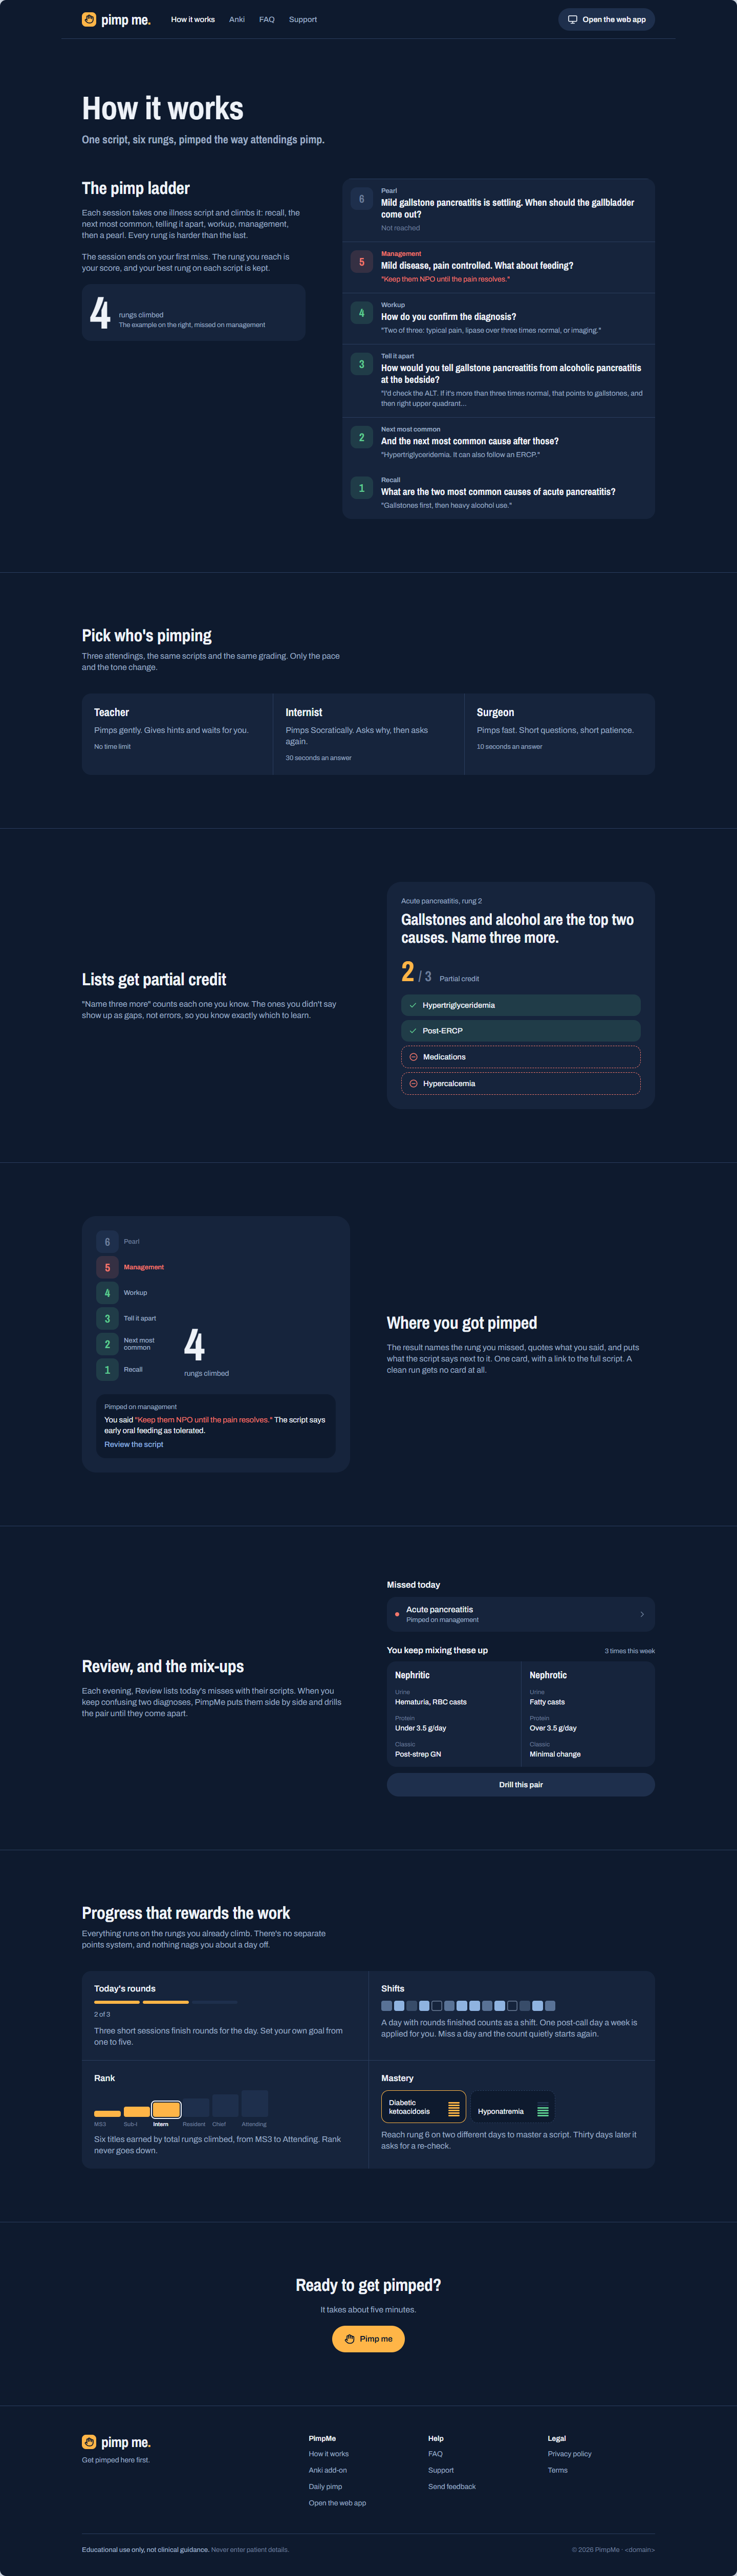 pimp me.
How it works
Anki
FAQ
Support
Open the web app
How it works
One script, six rungs, pimped the way attendings pimp.
The pimp ladder
Each session takes one illness script and climbs it: recall, the
next most common, telling it apart, workup, management,
then a pearl. Every rung is harder than the last.
The session ends on your first miss. The rung you reach is
your score, and your best rung on each script is kept.
4
rungs climbed
The example on the right, missed on management
6
Pearl
Mild gallstone pancreatitis is settling. When should the gallbladder
come out?
Not reached
5
Management
Mild disease, pain controlled. What about feeding?
"Keep them NPO until the pain resolves."
4
Workup
How do you confirm the diagnosis?
"Two of three: typical pain, lipase over three times normal, or imaging."
3
Tell it apart
How would you tell gallstone pancreatitis from alcoholic pancreatitis
at the bedside?
"I'd check the ALT. If it's more than three times normal, that points to gallstones, and
then right upper quadrant...
2
Next most common
And the next most common cause after those?
"Hypertriglyceridemia. It can also follow an ERCP."
1
Recall
What are the two most common causes of acute pancreatitis?
"Gallstones first, then heavy alcohol use."
Pick who's pimping
Three attendings, the same scripts and the same grading. Only the pace
and the tone change.
Teacher
Pimps gently. Gives hints and waits for you.
No time limit
Internist
Pimps Socratically. Asks why, then asks
again.
30 seconds an answer
Surgeon
Pimps fast. Short questions, short patience.
10 seconds an answer
Lists get partial credit
"Name three more" counts each one you know. The ones you didn't say
show up as gaps, not errors, so you know exactly which to learn.
Acute pancreatitis, rung 2
Gallstones and alcohol are the top two
causes. Name three more.
2 / 3 Partial credit
Hypertriglyceridemia
Post-ERCP
Medications
Hypercalcemia
6
Pearl
5
Management
4
Workup
3
Tell it apart
2
Next most
common
1
Recall
4
rungs climbed
Pimped on management
You said "Keep them NPO until the pain resolves." The script says
early oral feeding as tolerated.
Review the script
Where you got pimped
The result names the rung you missed, quotes what you said, and puts
what the script says next to it. One card, with a link to the full script. A
clean run gets no card at all.
Review, and the mix-ups
Each evening, Review lists today's misses with their scripts. When you
keep confusing two diagnoses, PimpMe puts them side by side and drills
the pair until they come apart.
Missed today
Acute pancreatitis
Pimped on management
You keep mixing these up
3 times this week
Nephritic
Urine
Hematuria, RBC casts
Protein
Under 3.5 g/day
Classic
Post-strep GN
Nephrotic
Urine
Fatty casts
Protein
Over 3.5 g/day
Classic
Minimal change
Drill this pair
Progress that rewards the work
Everything runs on the rungs you already climb. There's no separate
points system, and nothing nags you about a day off.
Today's rounds
2 of 3
Three short sessions finish rounds for the day. Set your own goal from
one to five.
Shifts
A day with rounds finished counts as a shift. One post-call day a week is
applied for you. Miss a day and the count quietly starts again.
Rank
MS3
Sub-I
Intern
Resident
Chief
Attending
Six titles earned by total rungs climbed, from MS3 to Attending. Rank
never goes down.
Mastery
Diabetic
ketoacidosis
Hyponatremia
Reach rung 6 on two different days to master a script. Thirty days later it
asks for a re-check.
Ready to get pimped?
It takes about five minutes.
Pimp me
pimp me.
Get pimped here first.
PimpMe
How it works
Anki add-on
Daily pimp
Open the web app
Help
FAQ
Support
Send feedback
Legal
Privacy policy
Terms
Educational use only, not clinical guidance. Never enter patient details.
© 2026 PimpMe · <domain>